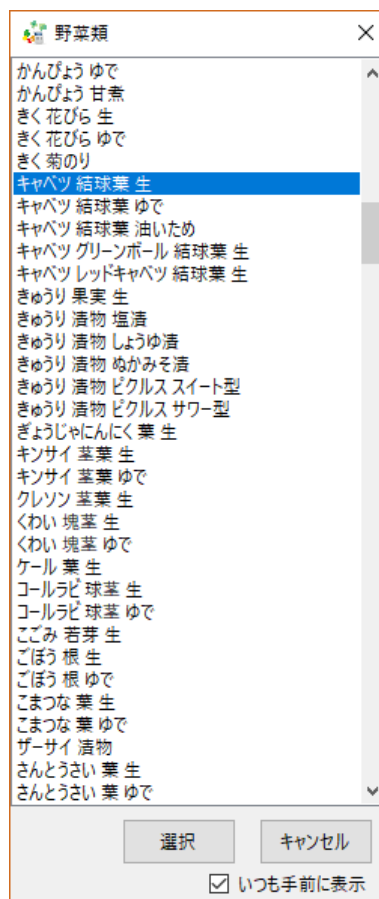 野菜類
かんぴょう ゆで
かんぴょう 甘煮
きく 花びら 生
きく 花びら ゆで
きく 菊のり
キャベツ 結球葉 生
キャベツ 結球葉 ゆで
キャベツ 結球葉 油いため
キャベツ グリーンボール 結球葉 生
キャベツ レッドキャベツ 結球葉 生
きゅうり 果実 生
きゅうり 漬物 塩漬
きゅうり 漬物 しょうゆ漬
きゅうり 漬物 ぬかみそ漬
きゅうり 漬物 ピクルス スイート型
きゅうり 漬物 ピクルス サワー型
ぎょうじゃにんにく 葉 生
キンサイ 茎葉 生
キンサイ 茎葉 ゆで
クレソン 茎葉 生
くわい 塊茎 生
くわい 塊茎 ゆで
ケール 葉 生
コールラビ 球茎 生
コールラビ 球茎 ゆで
こごみ 若芽 生
ごぼう 根 生
ごぼう 根 ゆで
こまつな 葉 生
こまつな 葉 ゆで
ザーサイ 漬物
さんとうさい 葉 生
さんとうさい 葉 ゆで
選択 キャンセル
いつも手前に表示